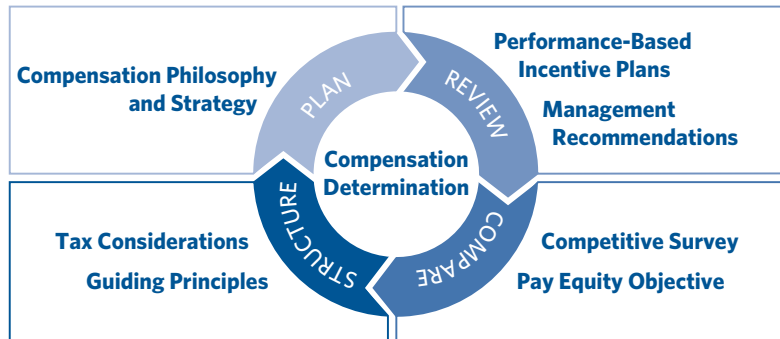 Compensation Philosophy
and Strategy
PLAN
Performance-Based
Incentive Plans
Management
Recommendations
REVIEW
Compensation
Determination
Tax Considerations
Guiding Principles
STRUCTURE
Competitive Survey
Pay Equity Objective
COMPARE